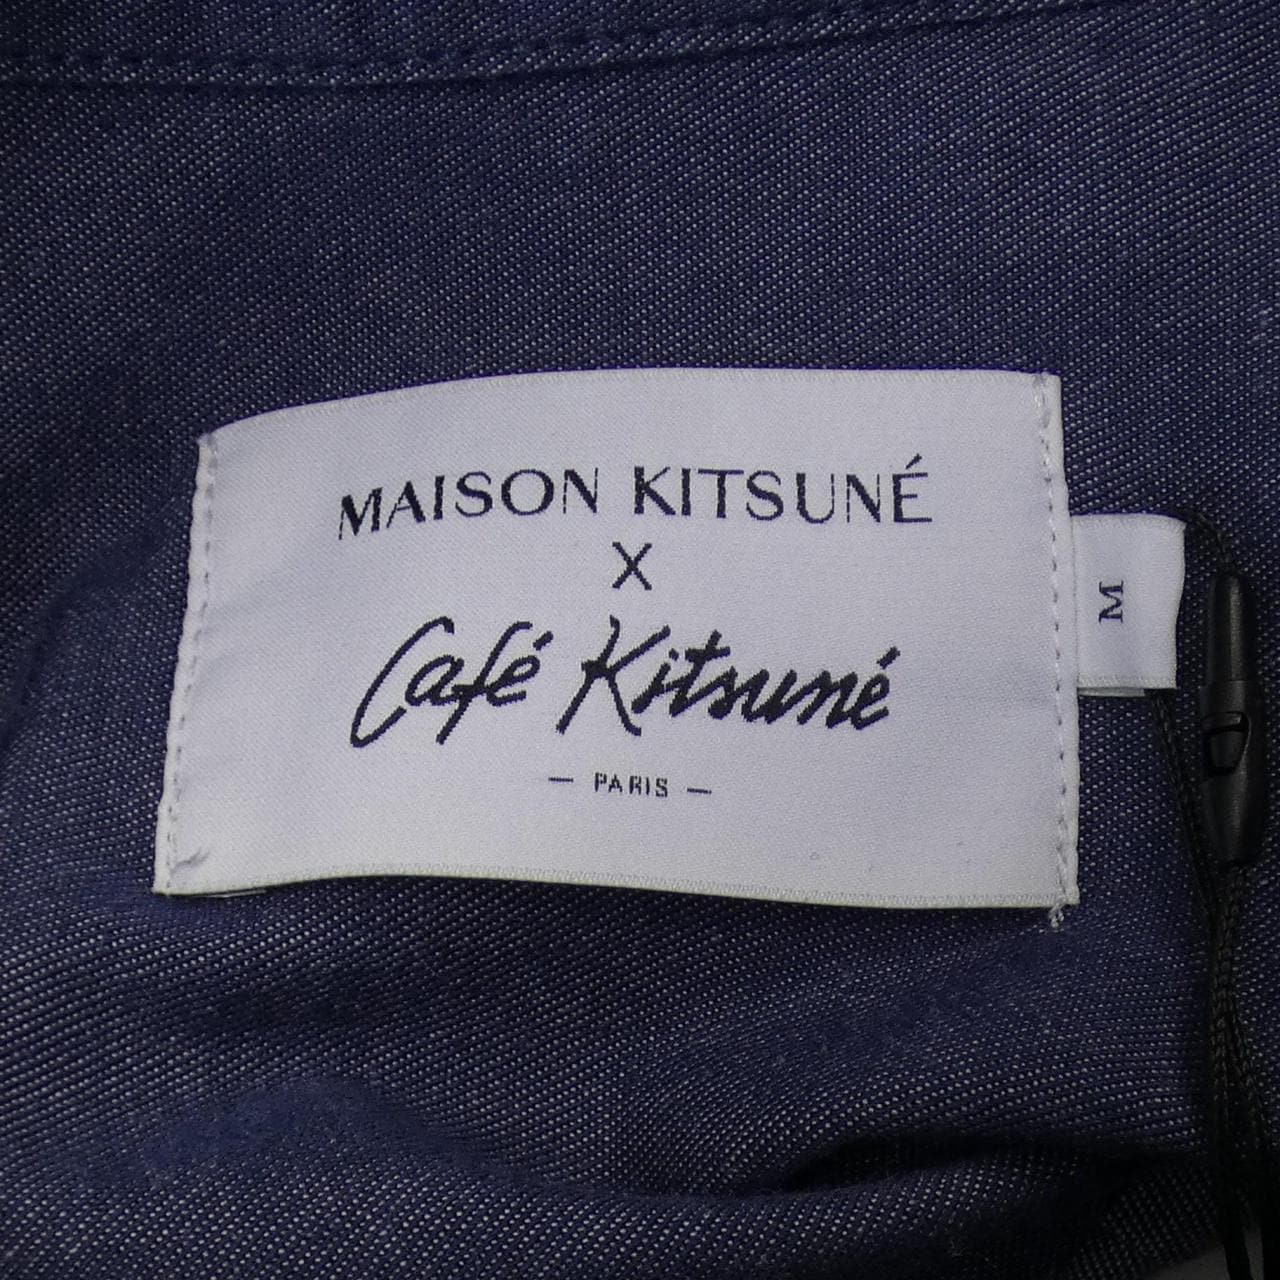 MAISON KITSUNÉ
X
Café Kitsuné
— PARIS —
M